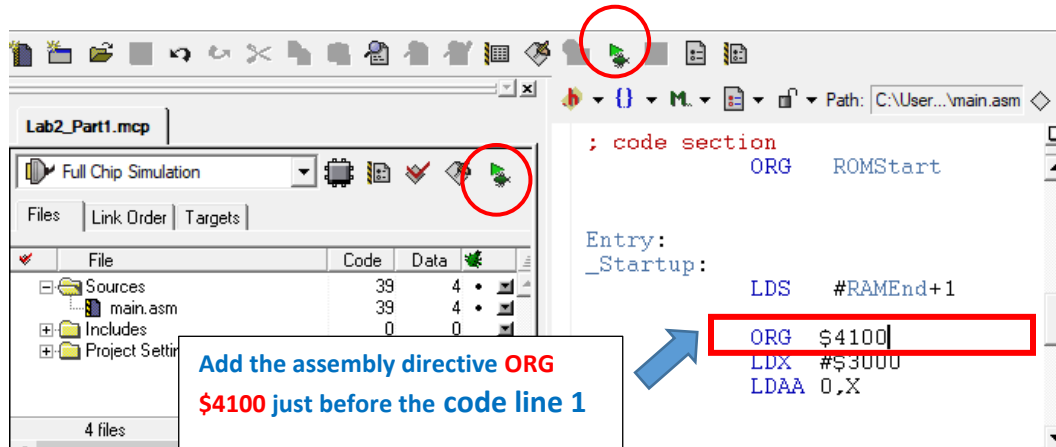 Path: C:\User...\main.asm
Lab2_Part1.mcp
Full Chip Simulation
Files
Link Order
Targets
File Code Data
Sources 39 4
main.asm 39 4
Includes 0 0
Project Settin
4 files
; code section
ORG ROMStart
Entry:
_Startup:
LDS #RAMEnd+1
ORG $4100
LDX #$3000
LDAA 0,X
Add the assembly directive ORG
$4100 just before the code line 1